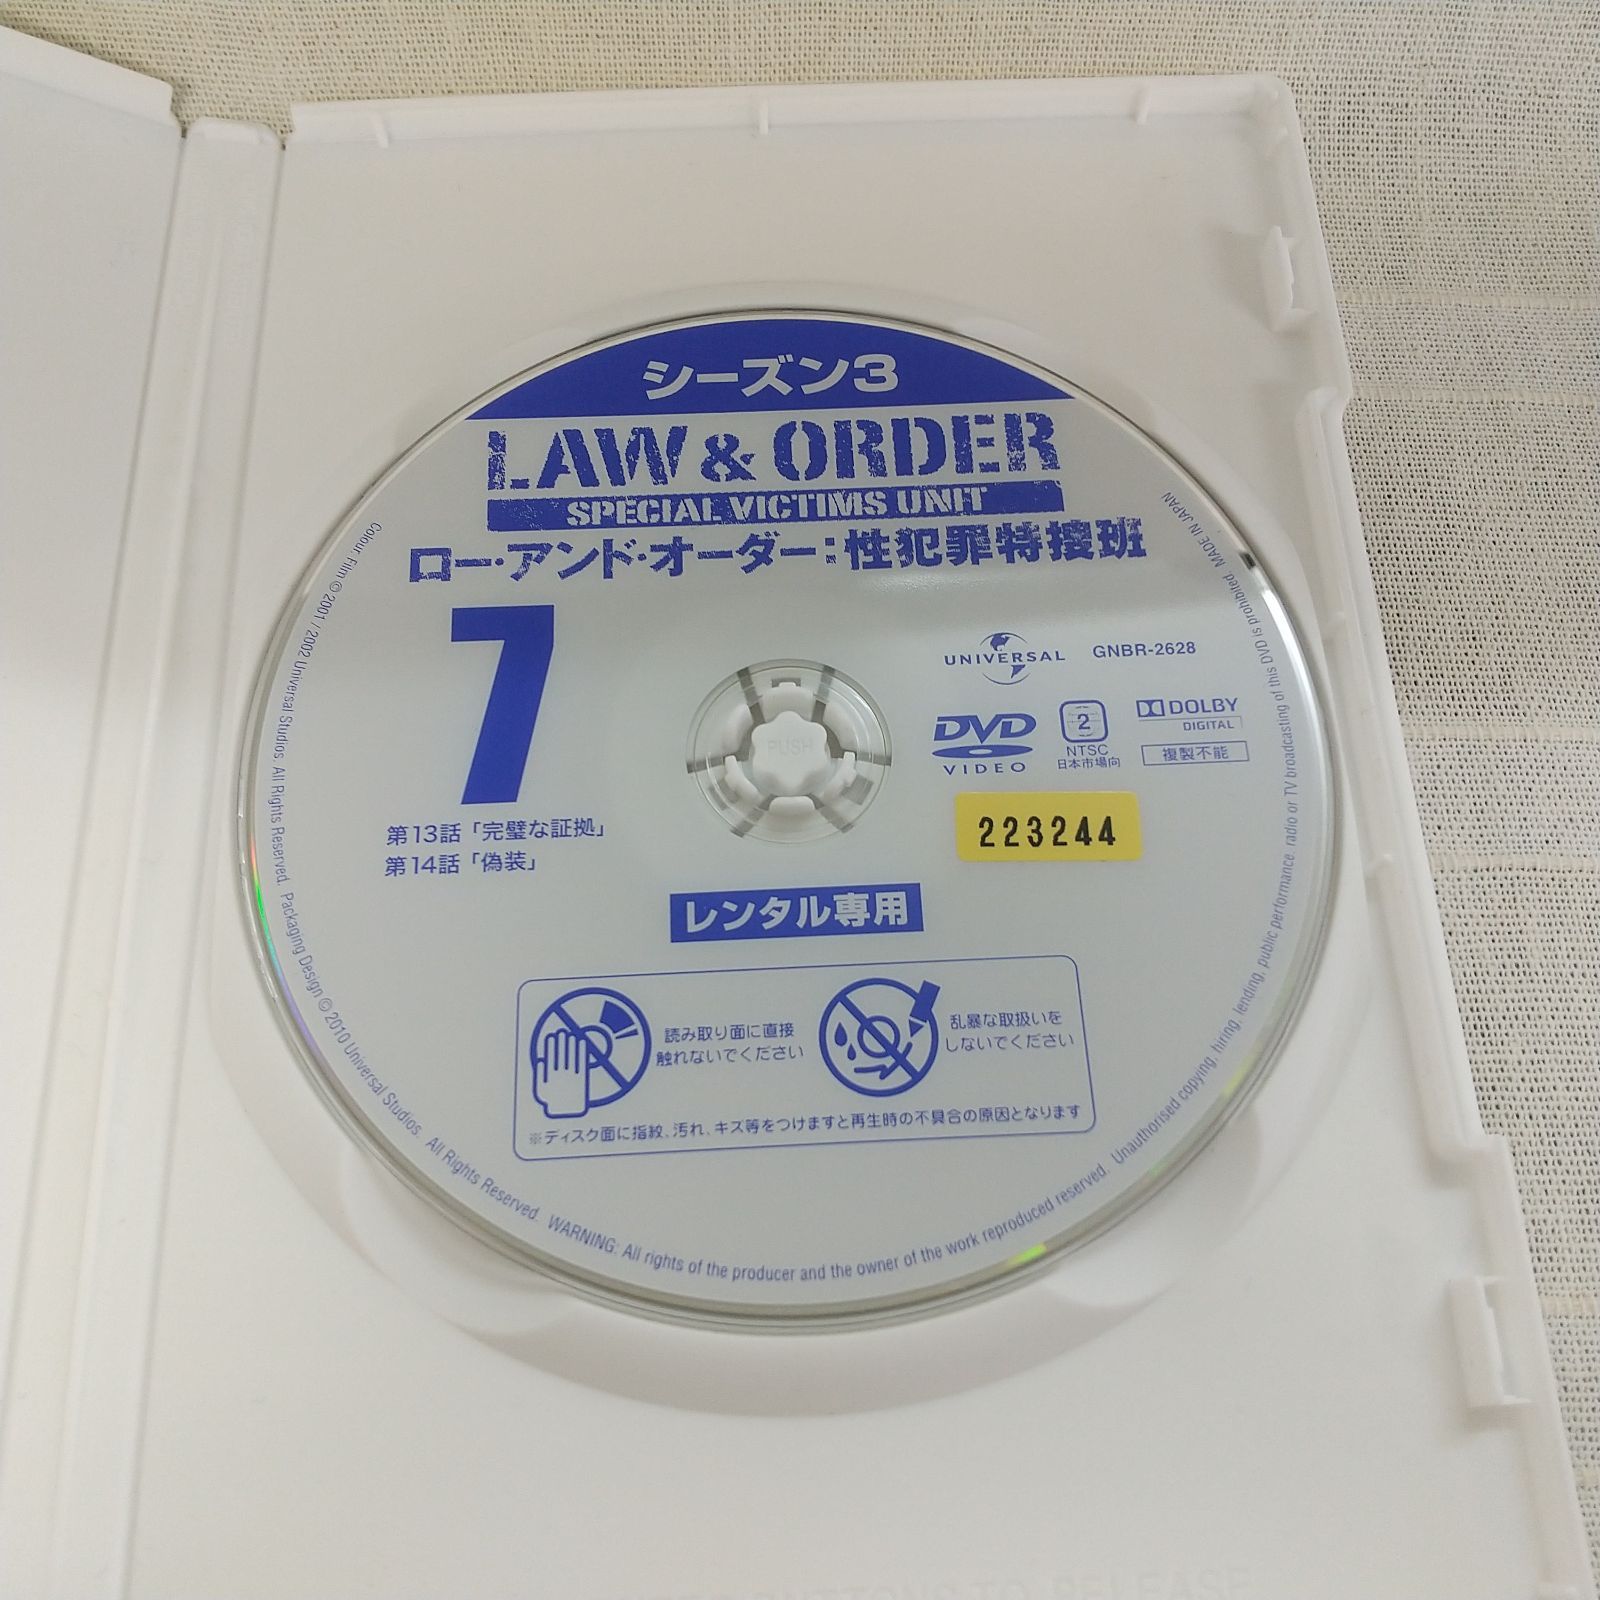 シーズン3
LAW & ORDER
SPECIAL VICTIMS UNIT
ロー・アンド・オーダー:性犯罪特捜班
7
第13話「完璧な証拠」
第14話「偽装」
UNIVERSAL
GNBR-2628
DVD
VIDEO
2
NTSC
日本市場向
DOLBY
DIGITAL
複製不能
223244
PUSH
レンタル専用
読み取り面に直接
触れないでください
乱暴な取扱いを
しないでください
※ディスク面に指紋、汚れ、キズ等をつけますと再生時の不具合の原因となります
Colour Film © 2001 / 2002 Universal Studios. All Rights Reserved. Packaging Design © 2010 Universal Studios. All Rights Reserved. WARNING: All rights of the producer and the owner of the work reproduced reserved. Unauthorised copying, hiring, lending, public performance, radio or TV broadcasting of this DVD is prohibited. MADE IN JAPAN
BUTTONS TO RELEASE